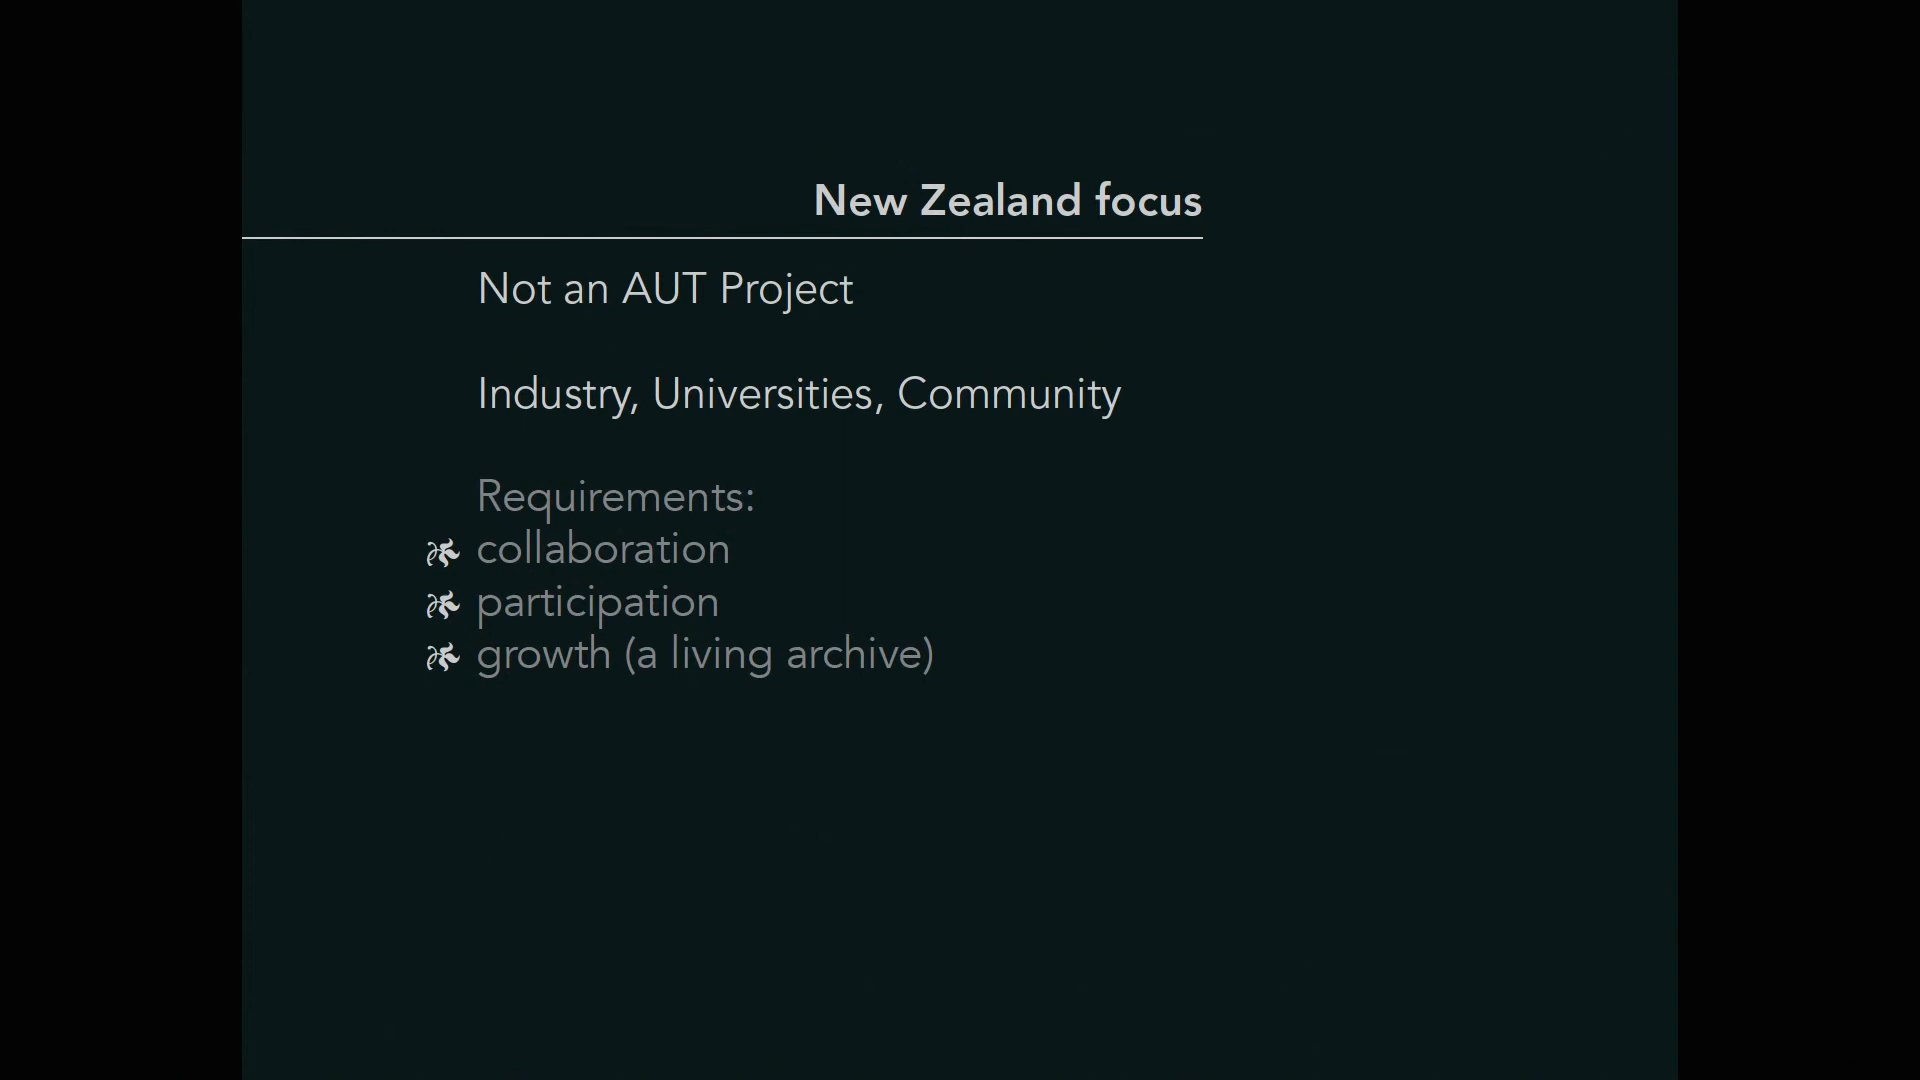 New Zealand focus
Not an AUT Project
Industry, Universities, Community
Requirements:
collaboration
participation
growth (a living archive)